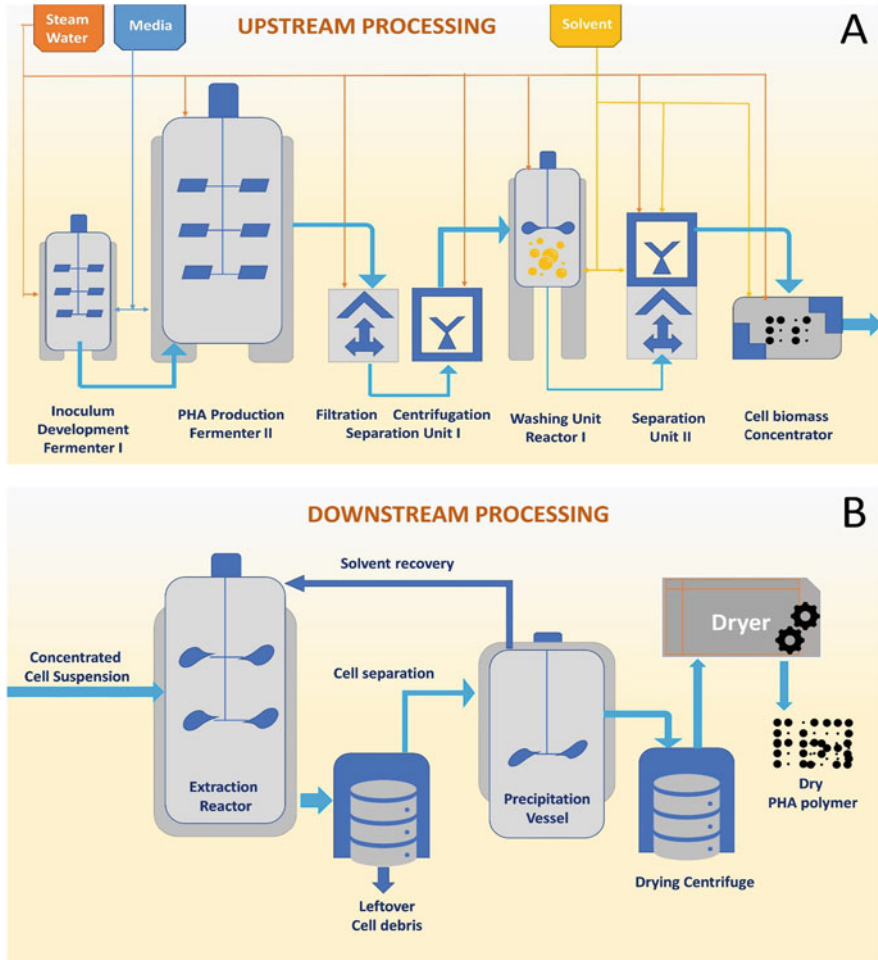 Steam
Water
Media
UPSTREAM PROCESSING
Solvent
A
Inoculum
Development
Fermenter I
PHA Production
Fermenter II
Filtration
Centrifugation
Separation Unit I
Washing Unit
Reactor I
Separation
Unit II
Cell biomass
Concentrator
B
DOWNSTREAM PROCESSING
Solvent recovery
Dryer
Concentrated
Cell Suspension
Cell separation
Extraction
Reactor
Precipitation
Vessel
Dry
PHA polymer
Drying Centrifuge
Leftover
Cell debris